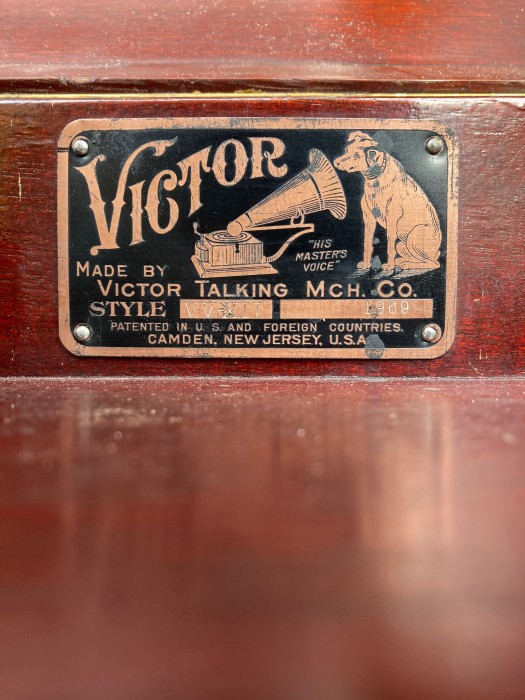 VICTOR
"HIS
MASTER'S
VOICE"
MADE BY
VICTOR TALKING MCH. CO.
STYLE 1969
PATENTED IN U. S. AND FOREIGN COUNTRIES.
CAMDEN, NEW JERSEY, U.S.A.